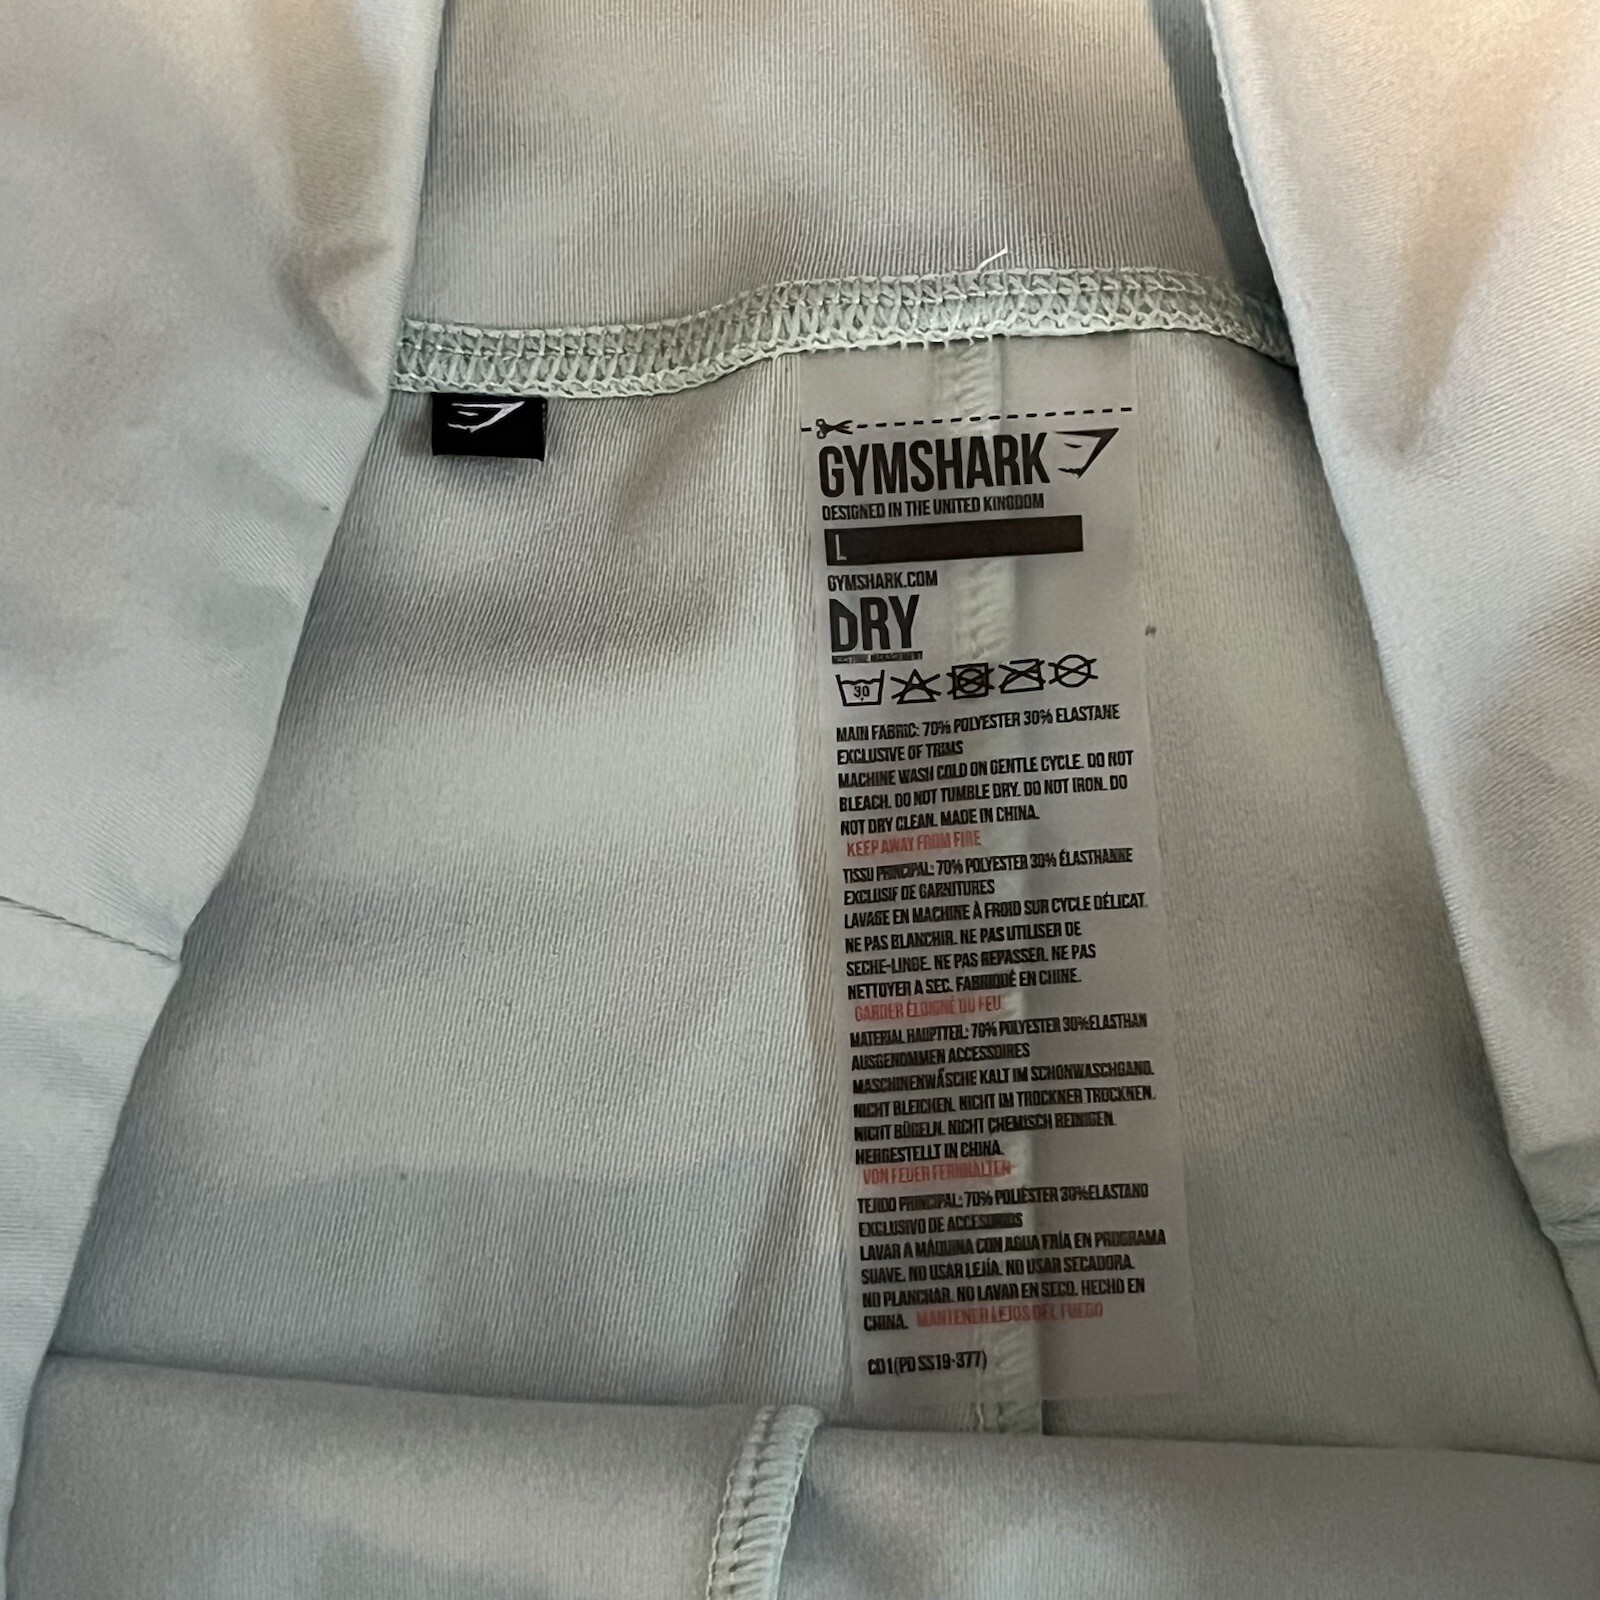 GYMSHARK
DESIGNED IN THE UNITED KINGDOM
L
GYMSHARK.COM
DRY
MOISTURE MANAGEMENT
30
MAIN FABRIC: 70% POLYESTER 30% ELASTANE
EXCLUSIVE OF TRIMS
MACHINE WASH COLD ON GENTLE CYCLE. DO NOT
BLEACH. DO NOT TUMBLE DRY. DO NOT IRON. DO
NOT DRY CLEAN. MADE IN CHINA.
KEEP AWAY FROM FIRE
TISSU PRINCIPAL: 70% POLYESTER 30% ÉLASTHANNE
EXCLUSIF DE GARNITURES
LAVAGE EN MACHINE À FROID SUR CYCLE DÉLICAT.
NE PAS BLANCHIR. NE PAS UTILISER DE
SECHE-LINGE. NE PAS REPASSER. NE PAS
NETTOYER A SEC. FABRIQUÉ EN CHINE.
GARDER ÉLOIGNÉ DU FEU
MATERIAL HAUPTTEIL: 70% POLYESTER 30%ELASTHAN
AUSGENOMMEN ACCESSOIRES
MASCHINENWÄSCHE KALT IM SCHONWASCHGANG.
NICHT BLEICHEN. NICHT IM TROCKNER TROCKNEN.
NICHT BÜGELN. NICHT CHEMISCH REINIGEN.
HERGESTELLT IN CHINA.
VON FEUER FERNHALTEN
TEJIDO PRINCIPAL: 70% POLIÉSTER 30%ELASTANO
EXCLUSIVO DE ACCESORIOS
LAVAR A MÁQUINA CON AGUA FRÍA EN PROGRAMA
SUAVE. NO USAR LEJÍA. NO USAR SECADORA.
NO PLANCHAR. NO LAVAR EN SECO. HECHO EN
CHINA. MANTENER LEJOS DEL FUEGO
CD1(PD SS19-377)